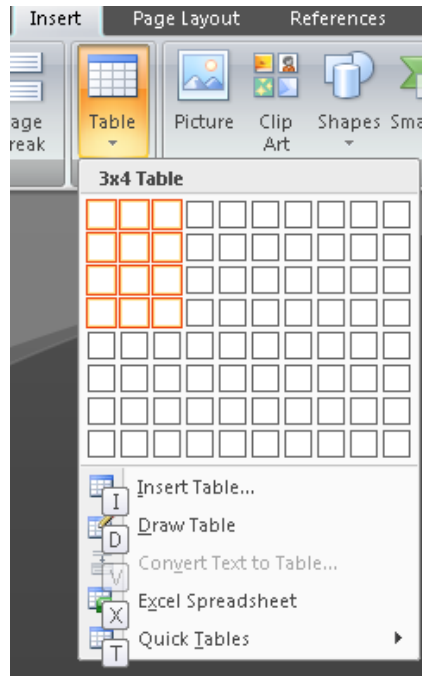 Insert Page Layout References
Table Picture Clip Art Shapes Sma
age reak
3x4 Table
Insert Table...
I
Draw Table
D
Convert Text to Table...
V
Excel Spreadsheet
X
Quick Tables
T